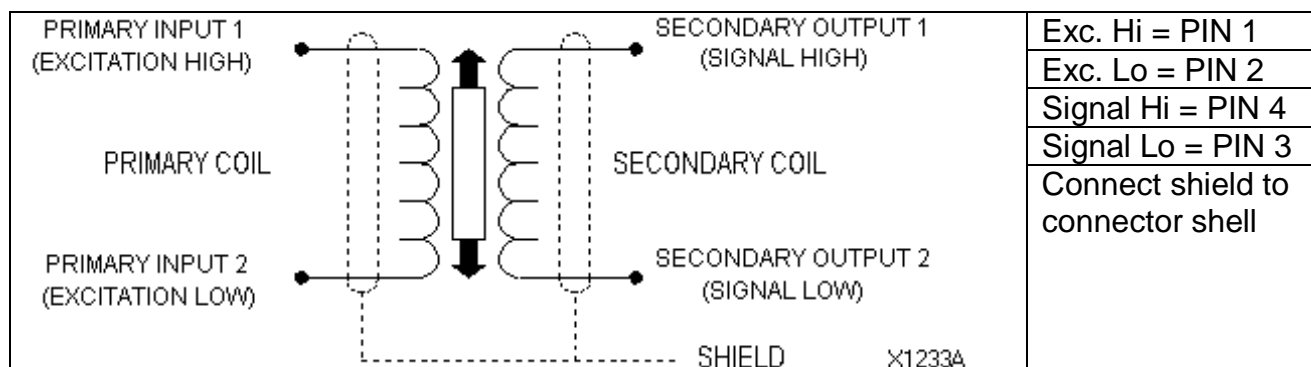 PRIMARY INPUT 1
(EXCITATION HIGH)
SECONDARY OUTPUT 1
(SIGNAL HIGH)
PRIMARY COIL
SECONDARY COIL
PRIMARY INPUT 2
(EXCITATION LOW)
SECONDARY OUTPUT 2
(SIGNAL LOW)
SHIELD
X1233A
Exc. Hi = PIN 1
Exc. Lo = PIN 2
Signal Hi = PIN 4
Signal Lo = PIN 3
Connect shield to
connector shell